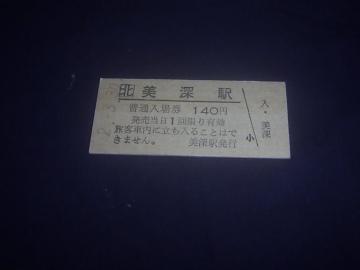 北 美深駅
普通入場券 140円
発売当日1回限り有効
旅客車内に立ち入ることはで
きません。 美深駅発行
入・美深
小